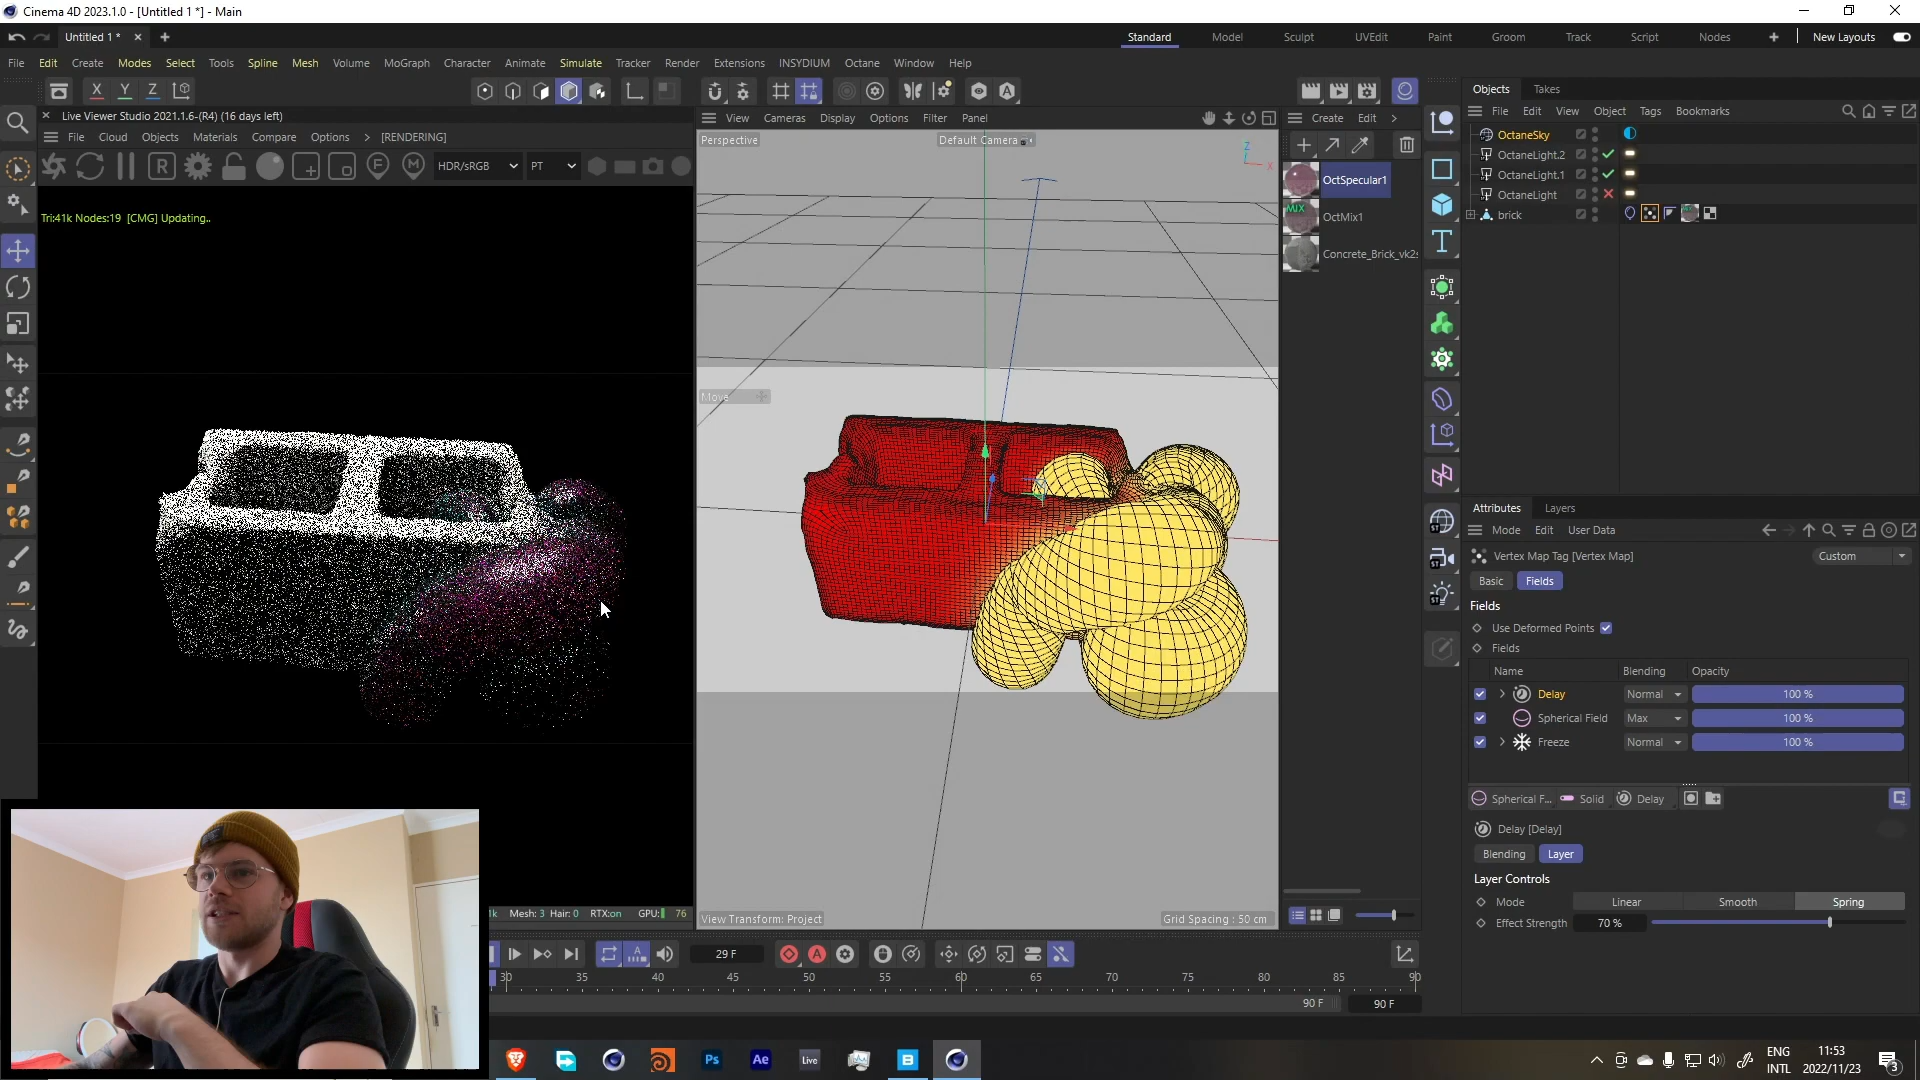 Cinema 4D 2023.1.0 - [Untitled 1 *] - Main
Untitled 1 *
Standard Model Sculpt UVEdit Paint Groom Track Script Nodes New Layouts
File Edit Create Modes Select Tools Spline Mesh Volume MoGraph Character Animate Simulate Tracker Render Extensions INSYDIUM Octane Window Help
X Y Z
Live Viewer Studio 2021.1.6-(R4) (16 days left)
File Cloud Objects Materials Compare Options > [RENDERING]
HDR/sRGB PT
Tri:41k Nodes:19 [CMG] Updating..
1k Mesh: 3 Hair: 0 RTX:on GPU: 76
View Cameras Display Options Filter Panel
Perspective
Default Camera
Z
X
Move
View Transform: Project
Grid Spacing : 50 cm
Create Edit >
OctSpecular1
MIX
OctMix1
Concrete_Brick_vk2s
Objects Takes
File Edit View Object Tags Bookmarks
OctaneSky
OctaneLight.2
OctaneLight.1
OctaneLight
brick
Attributes Layers
Mode Edit User Data
Vertex Map Tag [Vertex Map]
Custom
Basic Fields
Fields
Use Deformed Points
Fields
Name Blending Opacity
Delay Normal 100 %
Spherical Field Max 100 %
Freeze Normal 100 %
Spherical F... Solid Delay
Delay [Delay]
Blending Layer
Layer Controls
Mode Linear Smooth Spring
Effect Strength 70 %
29 F
30 35 40 45 50 55 60 65 70 75 80 85 90
90 F 90 F
Ps Ae Live B
ENG
INTL
11:53
2022/11/23
3